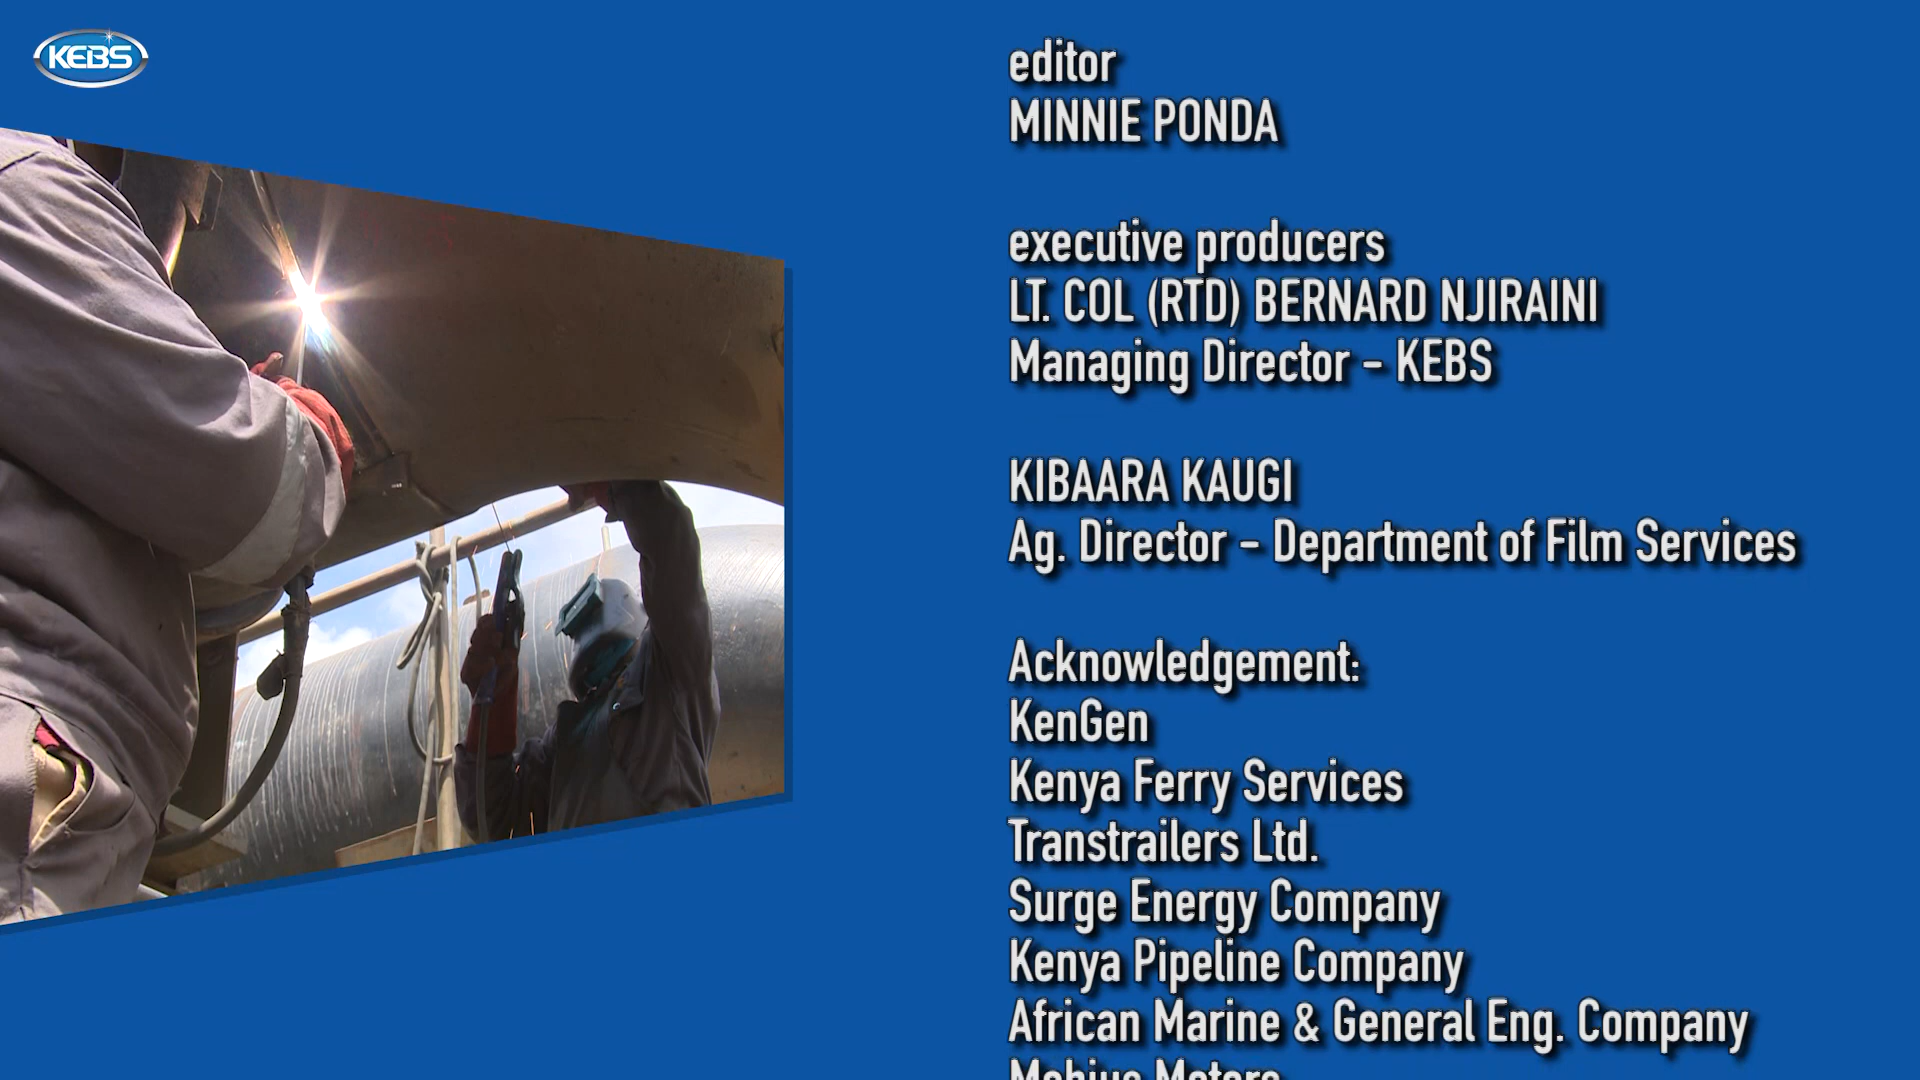 KEBS
editor
MINNIE PONDA
executive producers
LT. COL (RTD) BERNARD NJIRAINI
Managing Director - KEBS
KIBAARA KAUGI
Ag. Director - Department of Film Services
Acknowledgement:
KenGen
Kenya Ferry Services
Transtrailers Ltd.
Surge Energy Company
Kenya Pipeline Company
African Marine & General Eng. Company
Mobius Motors